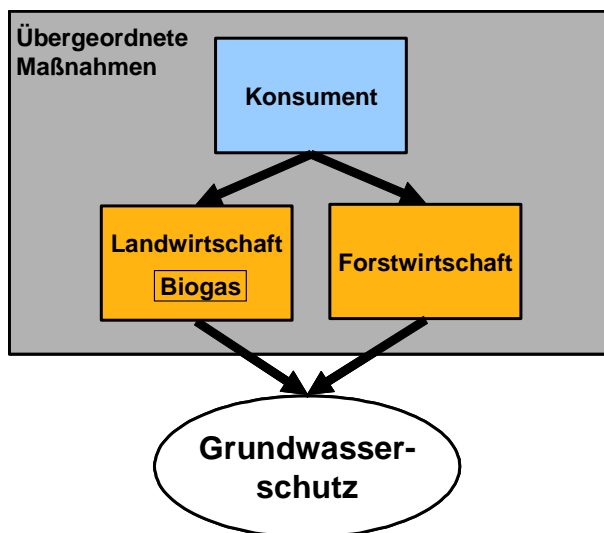 Übergeordnete
Maßnahmen
Konsument
Landwirtschaft
Biogas
Forstwirtschaft
Grundwasser-
schutz